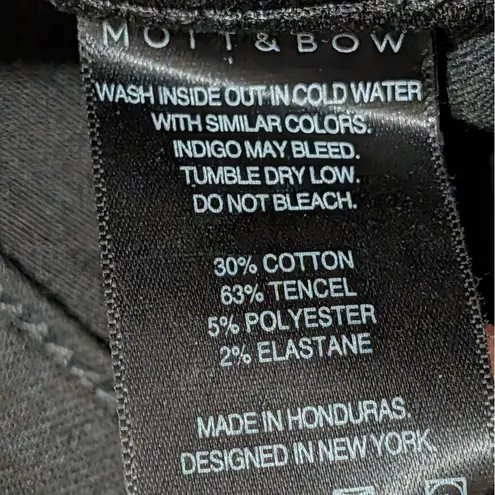 MOTT & BOW
WASH INSIDE OUT IN COLD WATER
WITH SIMILAR COLORS.
INDIGO MAY BLEED.
TUMBLE DRY LOW.
DO NOT BLEACH.
30% COTTON
63% TENCEL
5% POLYESTER
2% ELASTANE
MADE IN HONDURAS.
DESIGNED IN NEW YORK